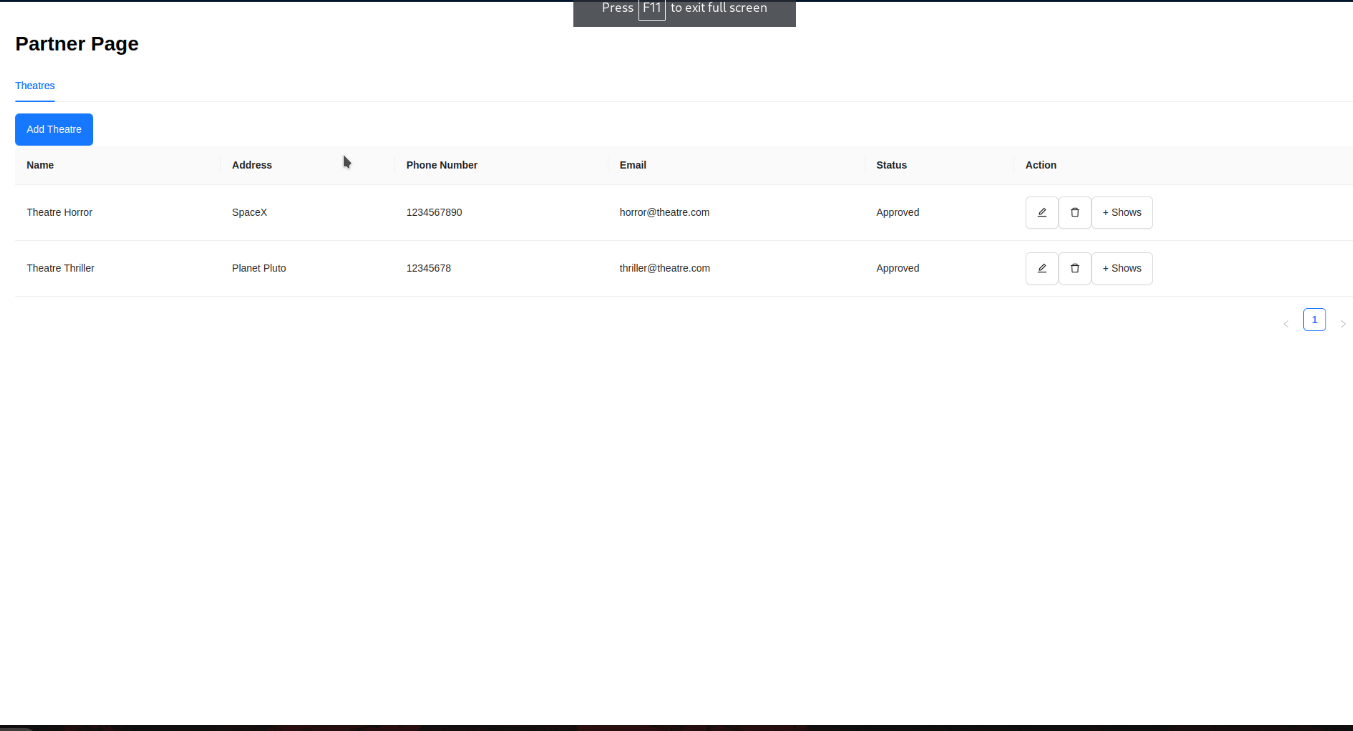 Press F11 to exit full screen
Partner Page
Theatres
Add Theatre
Name Address Phone Number Email Status Action
Theatre Horror SpaceX 1234567890 horror@theatre.com Approved + Shows
Theatre Thriller Planet Pluto 12345678 thriller@theatre.com Approved + Shows
< 1 >